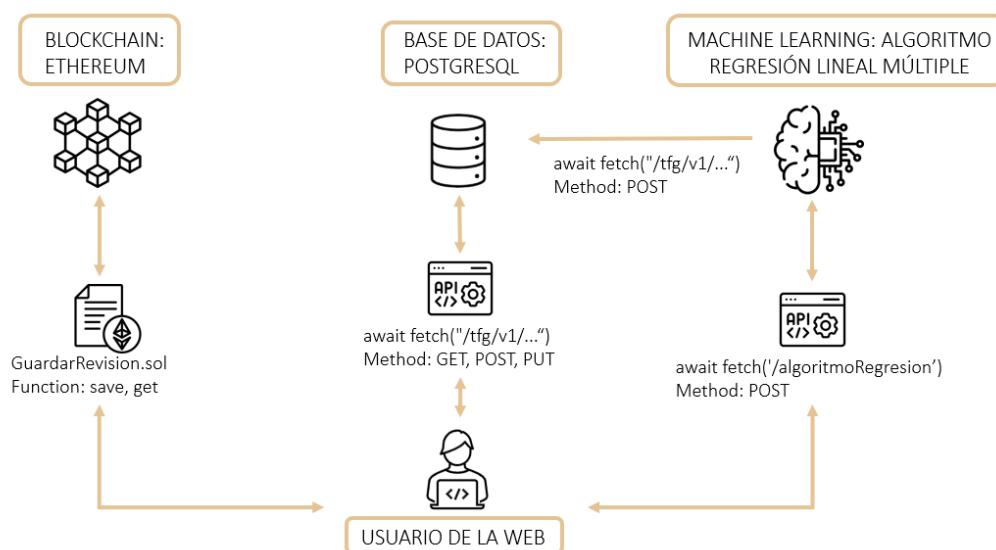 BLOCKCHAIN:
ETHEREUM
BASE DE DATOS:
POSTGRESQL
MACHINE LEARNING: ALGORITMO
REGRESIÓN LINEAL MÚLTIPLE
await fetch("/tfg/v1/...“)
Method: POST
API
</>
await fetch("/tfg/v1/...“)
Method: GET, POST, PUT
API
</>
await fetch('/algoritmoRegresion’)
Method: POST
GuardarRevision.sol
Function: save, get
</>
USUARIO DE LA WEB